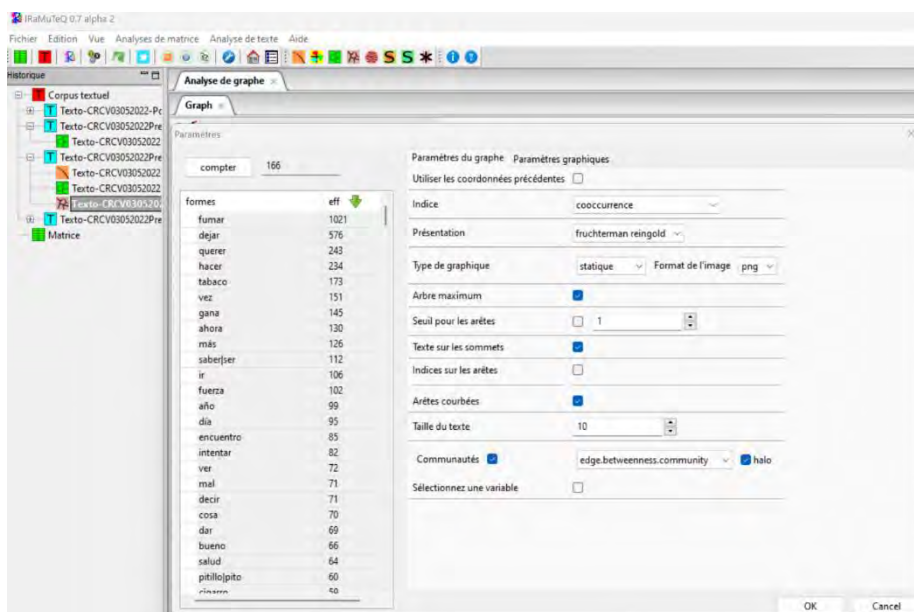 IRaMuTeQ 0.7 alpha 2
Fichier Edition Vue Analyses de matrice Analyse de texte Aide
Historique
Corpus textuel
Texto-CRCV03052022-Pc
Texto-CRCV03052022Pre
Texto-CRCV03052022
Texto-CRCV03052022Pre
Texto-CRCV03052022
Texto-CRCV03052022
Texto-CRCV0305202
Texto-CRCV03052022Pre
Matrice
Analyse de graphe
Graph
Paramètres
compter 166
formes eff
fumar 1021
dejar 576
querer 243
hacer 234
tabaco 173
vez 151
gana 145
ahora 130
más 126
saber|ser 112
ir 106
fuerza 102
año 99
día 95
encuentro 85
intentar 82
ver 72
mal 71
decir 71
cosa 70
dar 69
bueno 66
salud 64
pitillo|pito 60
cigarro 59
Paramètres du graphe Paramètres graphiques
Utiliser les coordonnées précédentes
Indice cooccurrence
Présentation fruchterman reingold
Type de graphique statique Format de l'image png
Arbre maximum
Seuil pour les arêtes 1
Texte sur les sommets
Indices sur les arêtes
Arêtes courbées
Taille du texte 10
Communautés edge.betweenness.community halo
Sélectionnez une variable
OK Cancel